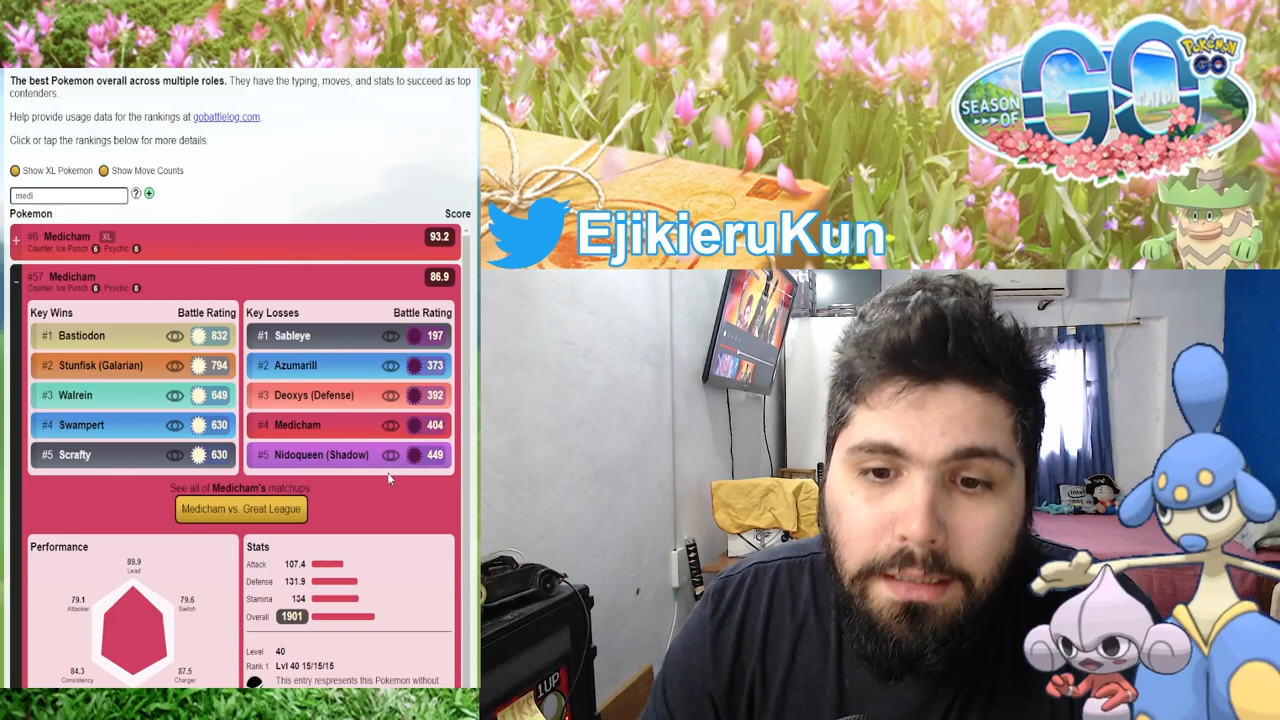 The best Pokemon overall across multiple roles. They have the typing, moves, and stats to succeed as top
contenders.
Help provide usage data for the rankings at gobattlelog.com.
Click or tap the rankings below for more details.
Show XL Pokemon Show Move Counts
medi ? +
Pokemon Score
+ #6 Medicham XL 93.2
Counter, Ice Punch 6 Psychic 8
- #57 Medicham 86.9
Counter, Ice Punch 6 Psychic 8
Key Wins Battle Rating
#1 Bastiodon 832
#2 Stunfisk (Galarian) 794
#3 Walrein 649
#4 Swampert 630
#5 Scrafty 630
Key Losses Battle Rating
#1 Sableye 197
#2 Azumarill 373
#3 Deoxys (Defense) 392
#4 Medicham 404
#5 Nidoqueen (Shadow) 449
See all of Medicham's matchups:
Medicham vs. Great League
Performance
89.9
Lead
79.1
Attacker
79.6
Switch
84.3
Consistency
87.5
Charger
Stats
Attack 107.4
Defense 131.9
Stamina 134
Overall 1901
Level 40
Rank 1 Lvl 40 15/15/15
This entry respresents this Pokemon without
EjikieruKun
SEASON
OF
GO
POKÉMON
GO
intel
1UP